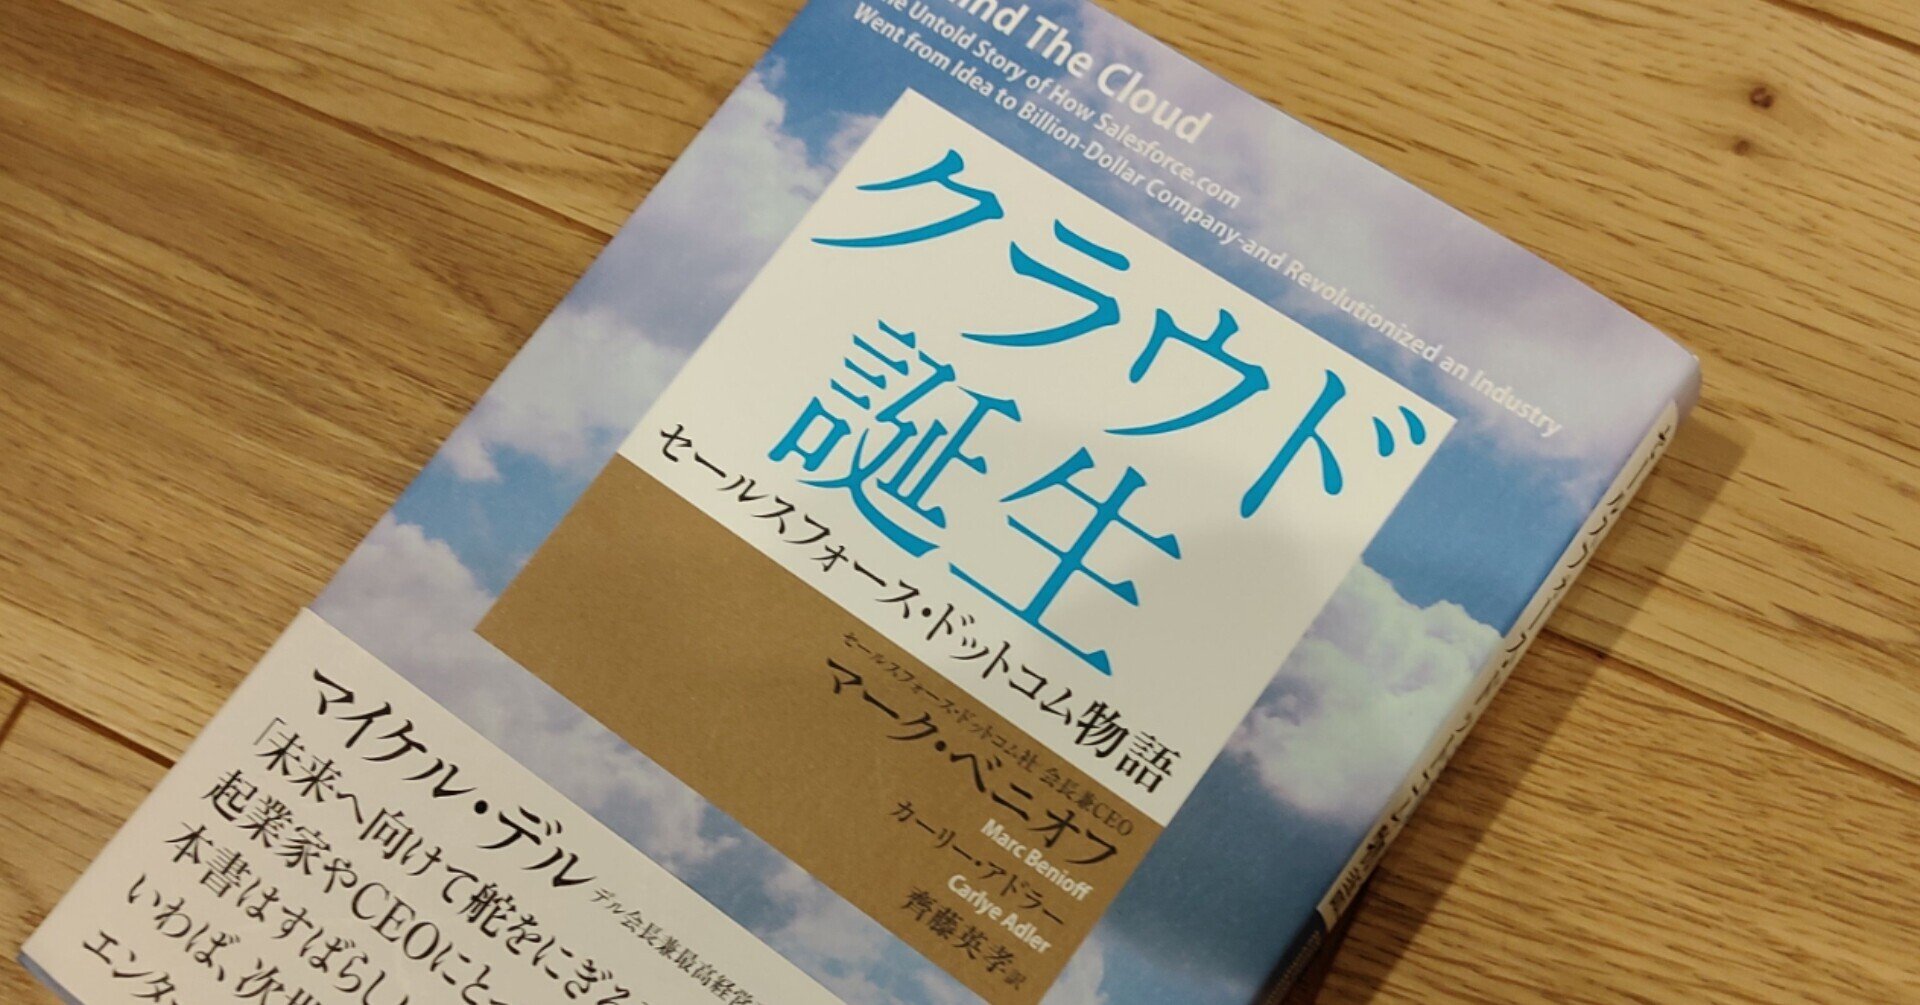 The Cloud
Untold Story of How Salesforce.com
Went from Idea to Billion-Dollar Company-and Revolutionized an Industry
クラウド
誕生
セールスフォース・ドットコム物語
セールスフォース・ドットコム社 会長兼CEO
マーク・ベニオフ
Marc Benioff
カーリー・アドラー
Carlye Adler
齊藤英孝 訳
マイケル・デル デル会長兼最高経営
「未来へ向けて舵をにぎる
起業家やCEOにと
本書はすばらし
いわば、次世
エンタ